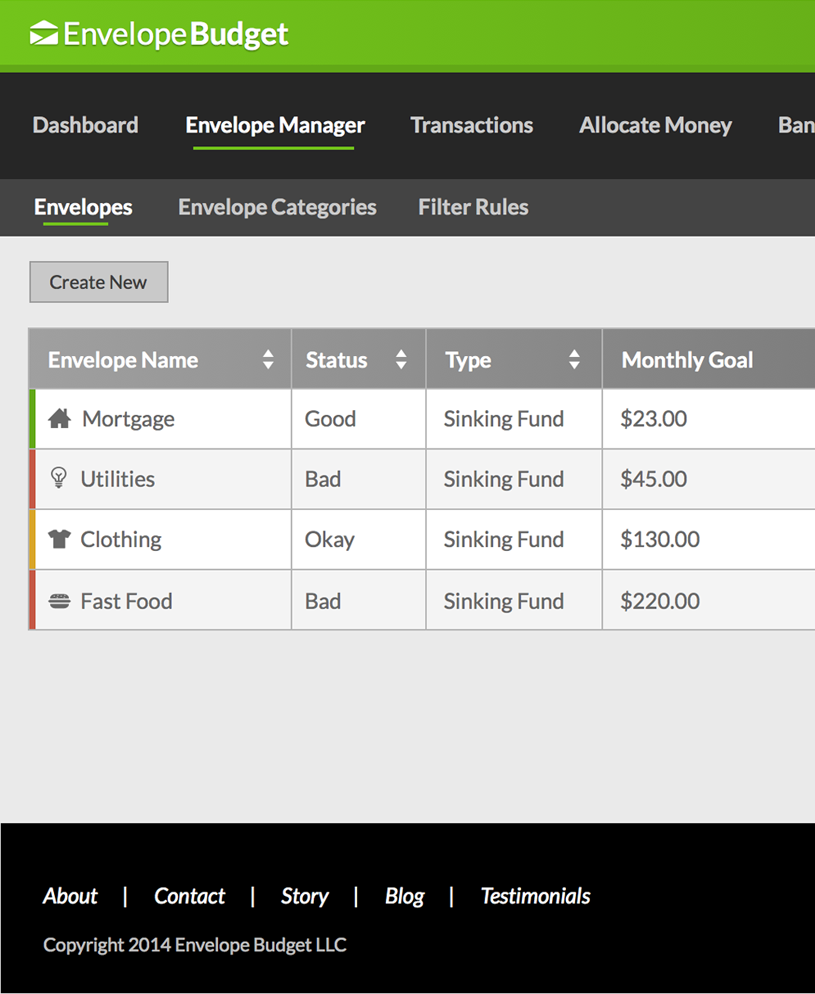 EnvelopeBudget
Dashboard Envelope Manager Transactions Allocate Money Ban
Envelopes Envelope Categories Filter Rules
Create New
Envelope Name Status Type Monthly Goal
Mortgage Good Sinking Fund $23.00
Utilities Bad Sinking Fund $45.00
Clothing Okay Sinking Fund $130.00
Fast Food Bad Sinking Fund $220.00
About | Contact | Story | Blog | Testimonials
Copyright 2014 Envelope Budget LLC